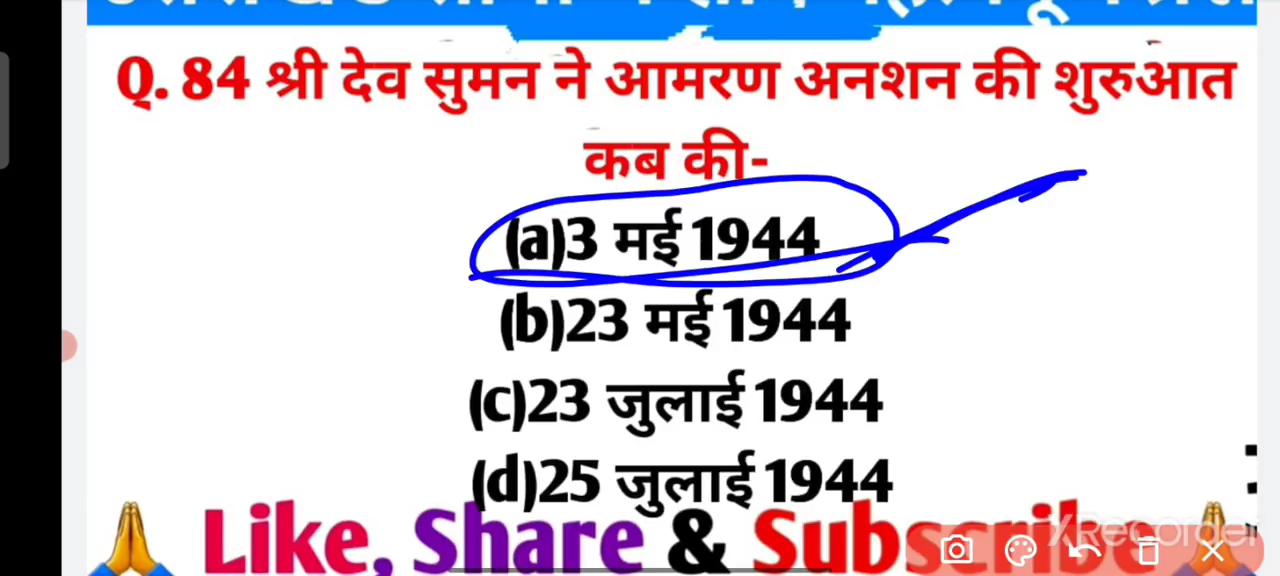 Q. 84 श्री देव सुमन ने आमरण अनशन की शुरुआत
कब की-
(a)3 मई 1944
(b)23 मई 1944
(c)23 जुलाई 1944
(d)25 जुलाई 1944
Like, Share & Subscribe
XRecorder